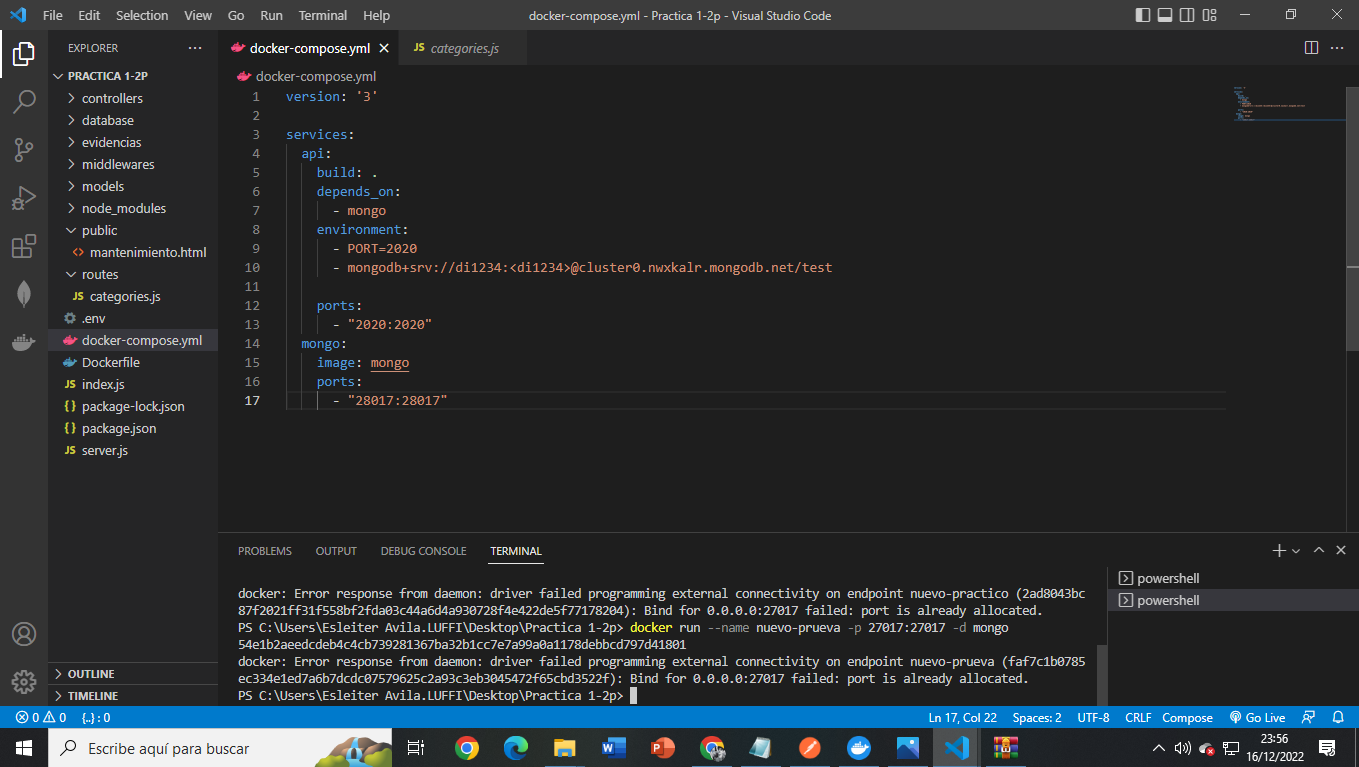 File Edit Selection View Go Run Terminal Help
docker-compose.yml - Practica 1-2p - Visual Studio Code
EXPLORER
PRACTICA 1-2P
controllers
database
evidencias
middlewares
models
node_modules
public
mantenimiento.html
routes
JS categories.js
.env
docker-compose.yml
Dockerfile
JS index.js
{} package-lock.json
{} package.json
JS server.js
OUTLINE
TIMELINE
docker-compose.yml
JS categories.js
docker-compose.yml
1 version: '3'
2
3 services:
4 api:
5 build: .
6 depends_on:
7 - mongo
8 environment:
9 - PORT=2020
10 - mongodb+srv://di1234:<di1234>@cluster0.nwxkalr.mongodb.net/test
11
12 ports:
13 - "2020:2020"
14 mongo:
15 image: mongo
16 ports:
17 - "28017:28017"
PROBLEMS OUTPUT DEBUG CONSOLE TERMINAL
docker: Error response from daemon: driver failed programming external connectivity on endpoint nuevo-practico (2ad8043bc
87f2021ff31f558bf2fda03c44a6d4a930728f4e422de5f77178204): Bind for 0.0.0.0:27017 failed: port is already allocated.
PS C:\Users\Esleiter Avila.LUFFI\Desktop\Practica 1-2p> docker run --name nuevo-prueva -p 27017:27017 -d mongo
54e1b2aeedcdeb4c4cb739281367ba32b1cc7e7a99a0a1178debbcd797d41801
docker: Error response from daemon: driver failed programming external connectivity on endpoint nuevo-prueva (faf7c1b0785
ec334e1ed7a6b7dcdc07579625c2a93c3eb3045472f65cbd3522f): Bind for 0.0.0.0:27017 failed: port is already allocated.
PS C:\Users\Esleiter Avila.LUFFI\Desktop\Practica 1-2p>
powershell
powershell
0 0 {..} : 0
Ln 17, Col 22 Spaces: 2 UTF-8 CRLF Compose Go Live
Escribe aquí para buscar
23:56
16/12/2022